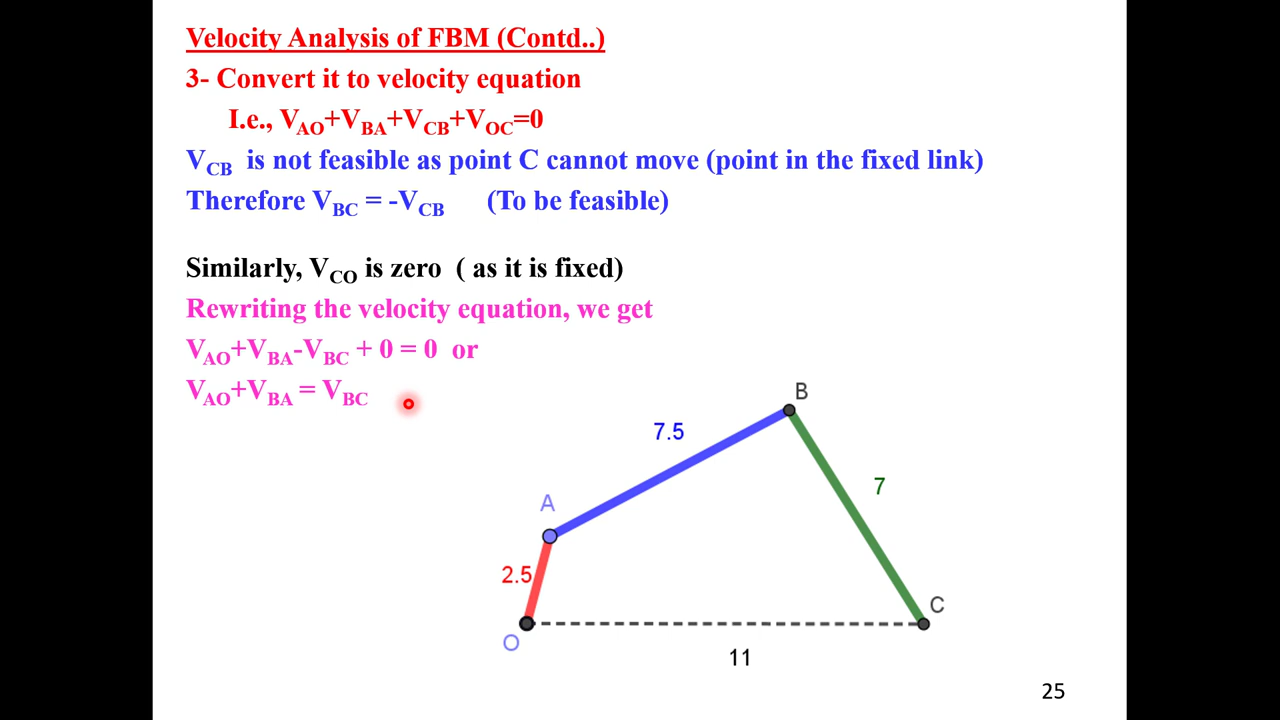 Velocity Analysis of FBM (Contd..)
3- Convert it to velocity equation
I.e., VAO+VBA+VCB+VOC=0
VCB is not feasible as point C cannot move (point in the fixed link)
Therefore VBC = -VCB (To be feasible)
Similarly, VCO is zero ( as it is fixed)
Rewriting the velocity equation, we get
VAO+VBA-VBC + 0 = 0 or
VAO+VBA = VBC
B
7.5
7
A
2.5
C
O
11
25